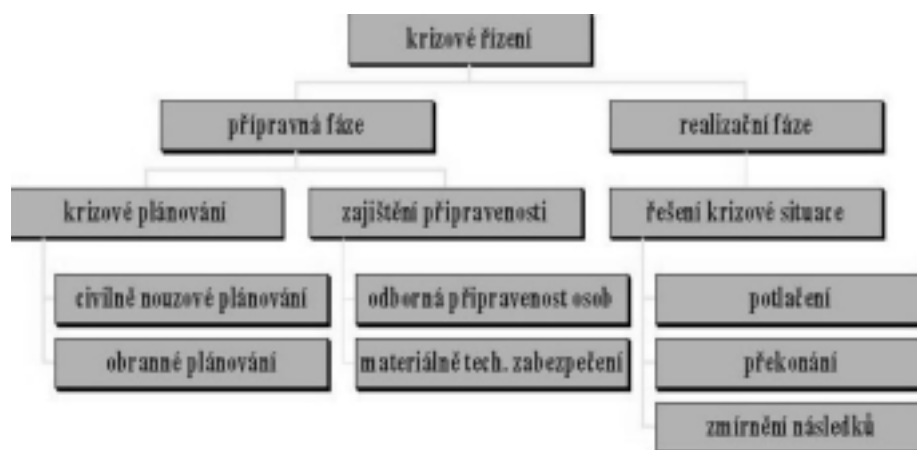 krizové řízení
přípravná fáze
realizační fáze
krizové plánování
zajištění připravenosti
řešení krizové situace
civilně nouzové plánování
odborná připravenost osob
potlačení
obranné plánování
materiálně tech. zabezpečení
překonání
zmírnění následků